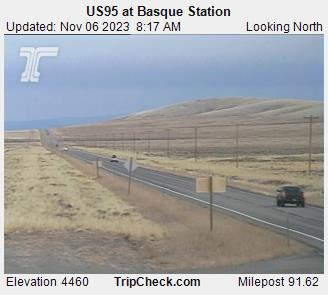 US95 at Basque Station
Updated: Nov 06 2023 8:17 AM Looking North
Elevation 4460 TripCheck.com Milepost 91.62